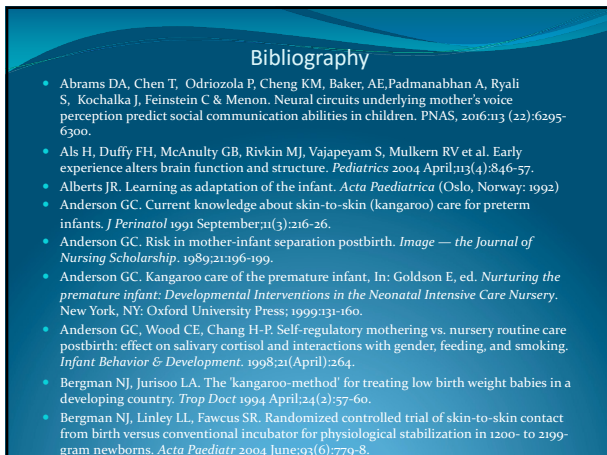 Bibliography
Abrams DA, Chen T,  Odriozola P, Cheng KM, Baker, AE,Padmanabhan A, Ryali
S,  Kochalka J, Feinstein C & Menon. Neural circuits underlying mother's voice
perception predict social communication abilities in children. PNAS, 2016:113 (22):6295-
6300.
Als H, Duffy FH, McAnulty GB, Rivkin MJ, Vajapeyam S, Mulkern RV et al. Early
experience alters brain function and structure. Pediatrics 2004 April;113(4):846-57.
Alberts JR. Learning as adaptation of the infant. Acta Paediatrica (Oslo, Norway: 1992)
Anderson GC. Current knowledge about skin-to-skin (kangaroo) care for preterm
infants. J Perinatol 1991 September;11(3):216-26.
Anderson GC. Risk in mother-infant separation postbirth. Image — the Journal of
Nursing Scholarship. 1989;21:196-199.
Anderson GC. Kangaroo care of the premature infant, In: Goldson E, ed. Nurturing the
premature infant: Developmental Interventions in the Neonatal Intensive Care Nursery.
New York, NY: Oxford University Press; 1999:131-160.
Anderson GC, Wood CE, Chang H-P. Self-regulatory mothering vs. nursery routine care
postbirth: effect on salivary cortisol and interactions with gender, feeding, and smoking.
Infant Behavior & Development. 1998;21(April):264.
Bergman NJ, Jurisoo LA. The 'kangaroo-method' for treating low birth weight babies in a
developing country. Trop Doct 1994 April;24(2):57-60.
Bergman NJ, Linley LL, Fawcus SR. Randomized controlled trial of skin-to-skin contact
from birth versus conventional incubator for physiological stabilization in 1200- to 2199-
gram newborns. Acta Paediatr 2004 June;93(6):779-8.